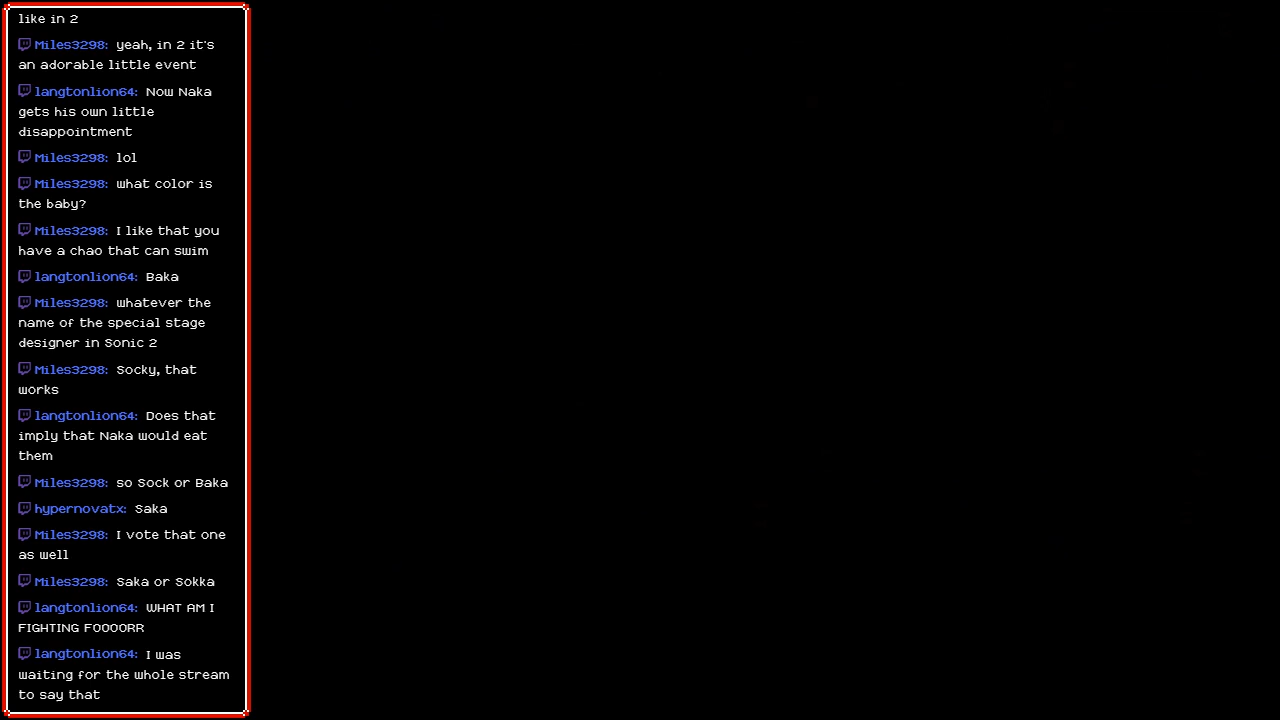 like in 2
Miles3298: yeah, in 2 it's
an adorable little event
langtonlion64: Now Naka
gets his own little
disappointment
Miles3298: lol
Miles3298: what color is
the baby?
Miles3298: I like that you
have a chao that can swim
langtonlion64: Baka
Miles3298: whatever the
name of the special stage
designer in Sonic 2
Miles3298: Socky, that
works
langtonlion64: Does that
imply that Naka would eat
them
Miles3298: so Sock or Baka
hypernovatx: Saka
Miles3298: I vote that one
as well
Miles3298: Saka or Sokka
langtonlion64: WHAT AM I
FIGHTING FOOOORR
langtonlion64: I was
waiting for the whole stream
to say that